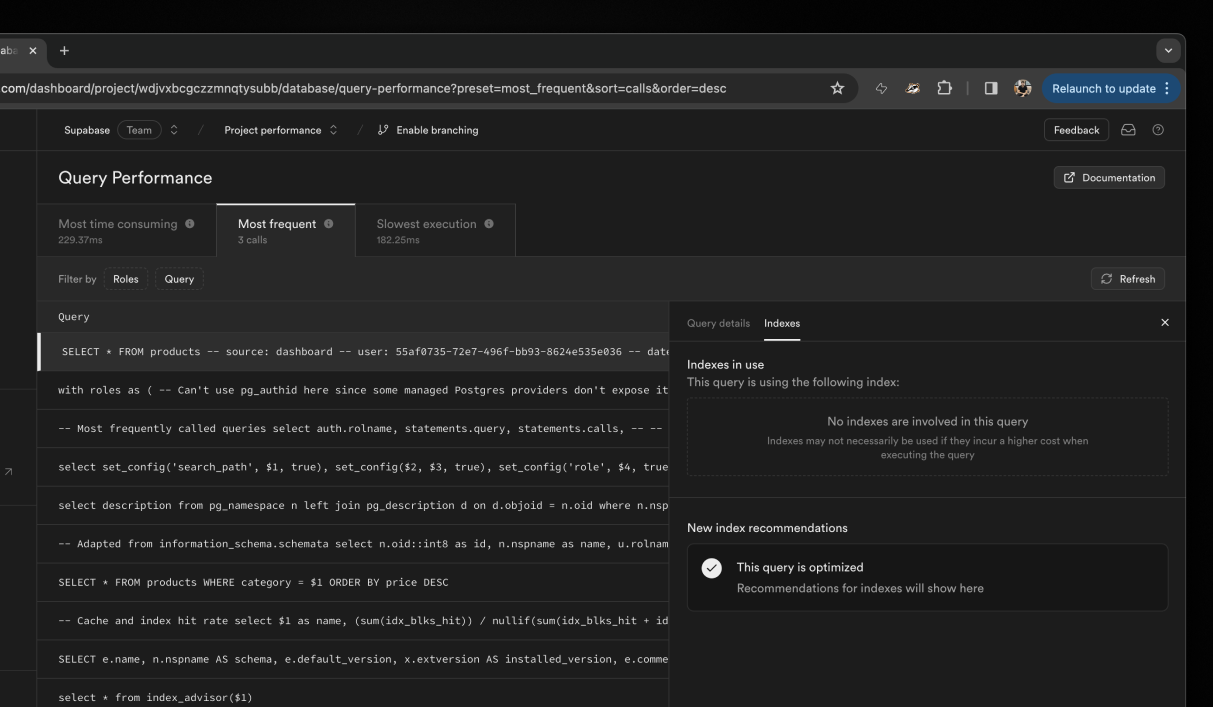 com/dashboard/project/wdjvxbcgczzmnqtysubb/database/query-performance?preset=most_frequent&sort=calls&order=desc
Relaunch to update
Supabase Team / Project performance / Enable branching
Feedback
Query Performance
Documentation
Most time consuming
229.37ms
Most frequent
3 calls
Slowest execution
182.25ms
Filter by Roles Query
Refresh
Query
SELECT * FROM products -- source: dashboard -- user: 55af0735-72e7-496f-bb93-8624e535e036 -- date
with roles as ( -- Can't use pg_authid here since some managed Postgres providers don't expose it
-- Most frequently called queries select auth.rolname, statements.query, statements.calls, -- --
select set_config('search_path', $1, true), set_config($2, $3, true), set_config('role', $4, true
select description from pg_namespace n left join pg_description d on d.objoid = n.oid where n.nsp
-- Adapted from information_schema.schemata select n.oid::int8 as id, n.nspname as name, u.rolnam
SELECT * FROM products WHERE category = $1 ORDER BY price DESC
-- Cache and index hit rate select $1 as name, (sum(idx_blks_hit)) / nullif(sum(idx_blks_hit + id
SELECT e.name, n.nspname AS schema, e.default_version, x.extversion AS installed_version, e.comme
select * from index_advisor($1)
Query details Indexes
Indexes in use
This query is using the following index:
No indexes are involved in this query
Indexes may not necessarily be used if they incur a higher cost when
executing the query
New index recommendations
This query is optimized
Recommendations for indexes will show here